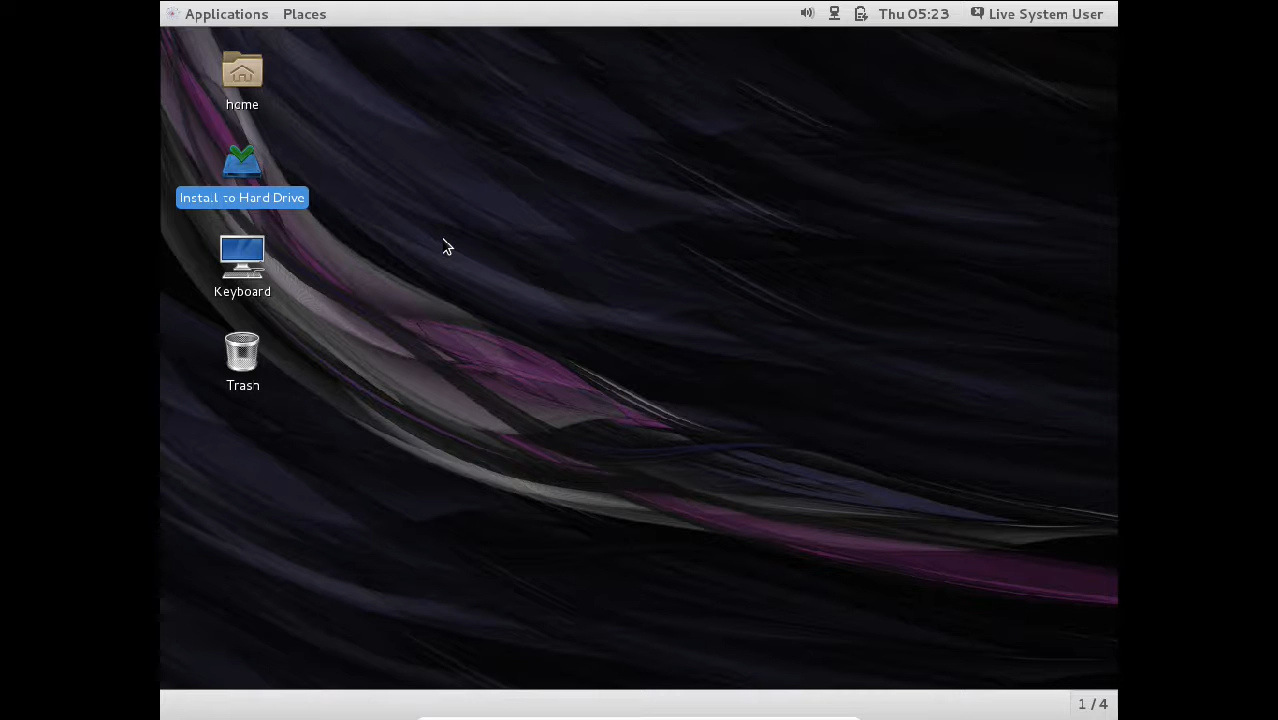 Applications Places Thu 05:23 Live System User
home
Install to Hard Drive
Keyboard
Trash
1 / 4